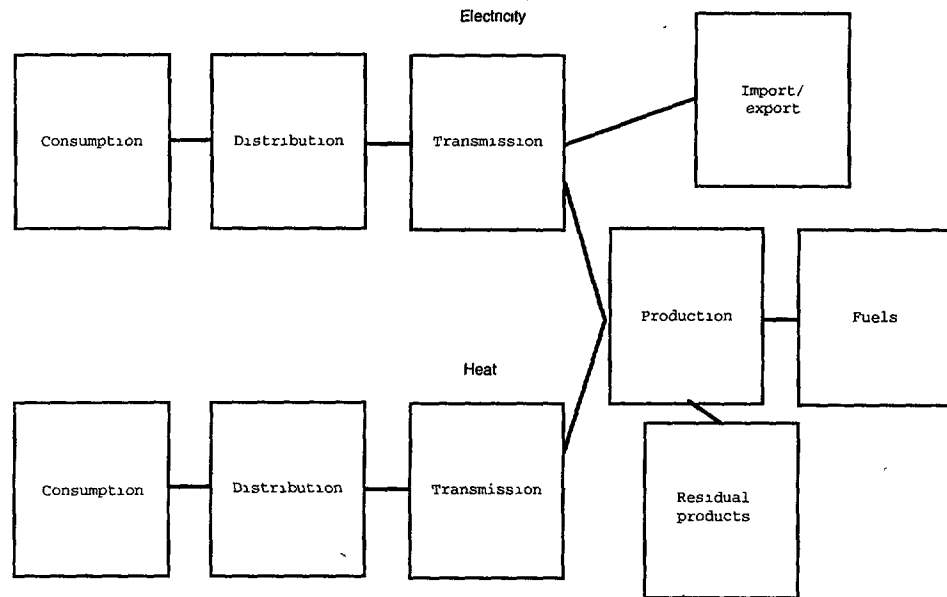 Electricity
Consumption
Distribution
Transmission
Import/
export
Production
Fuels
Heat
Consumption
Distribution
Transmission
Residual
products